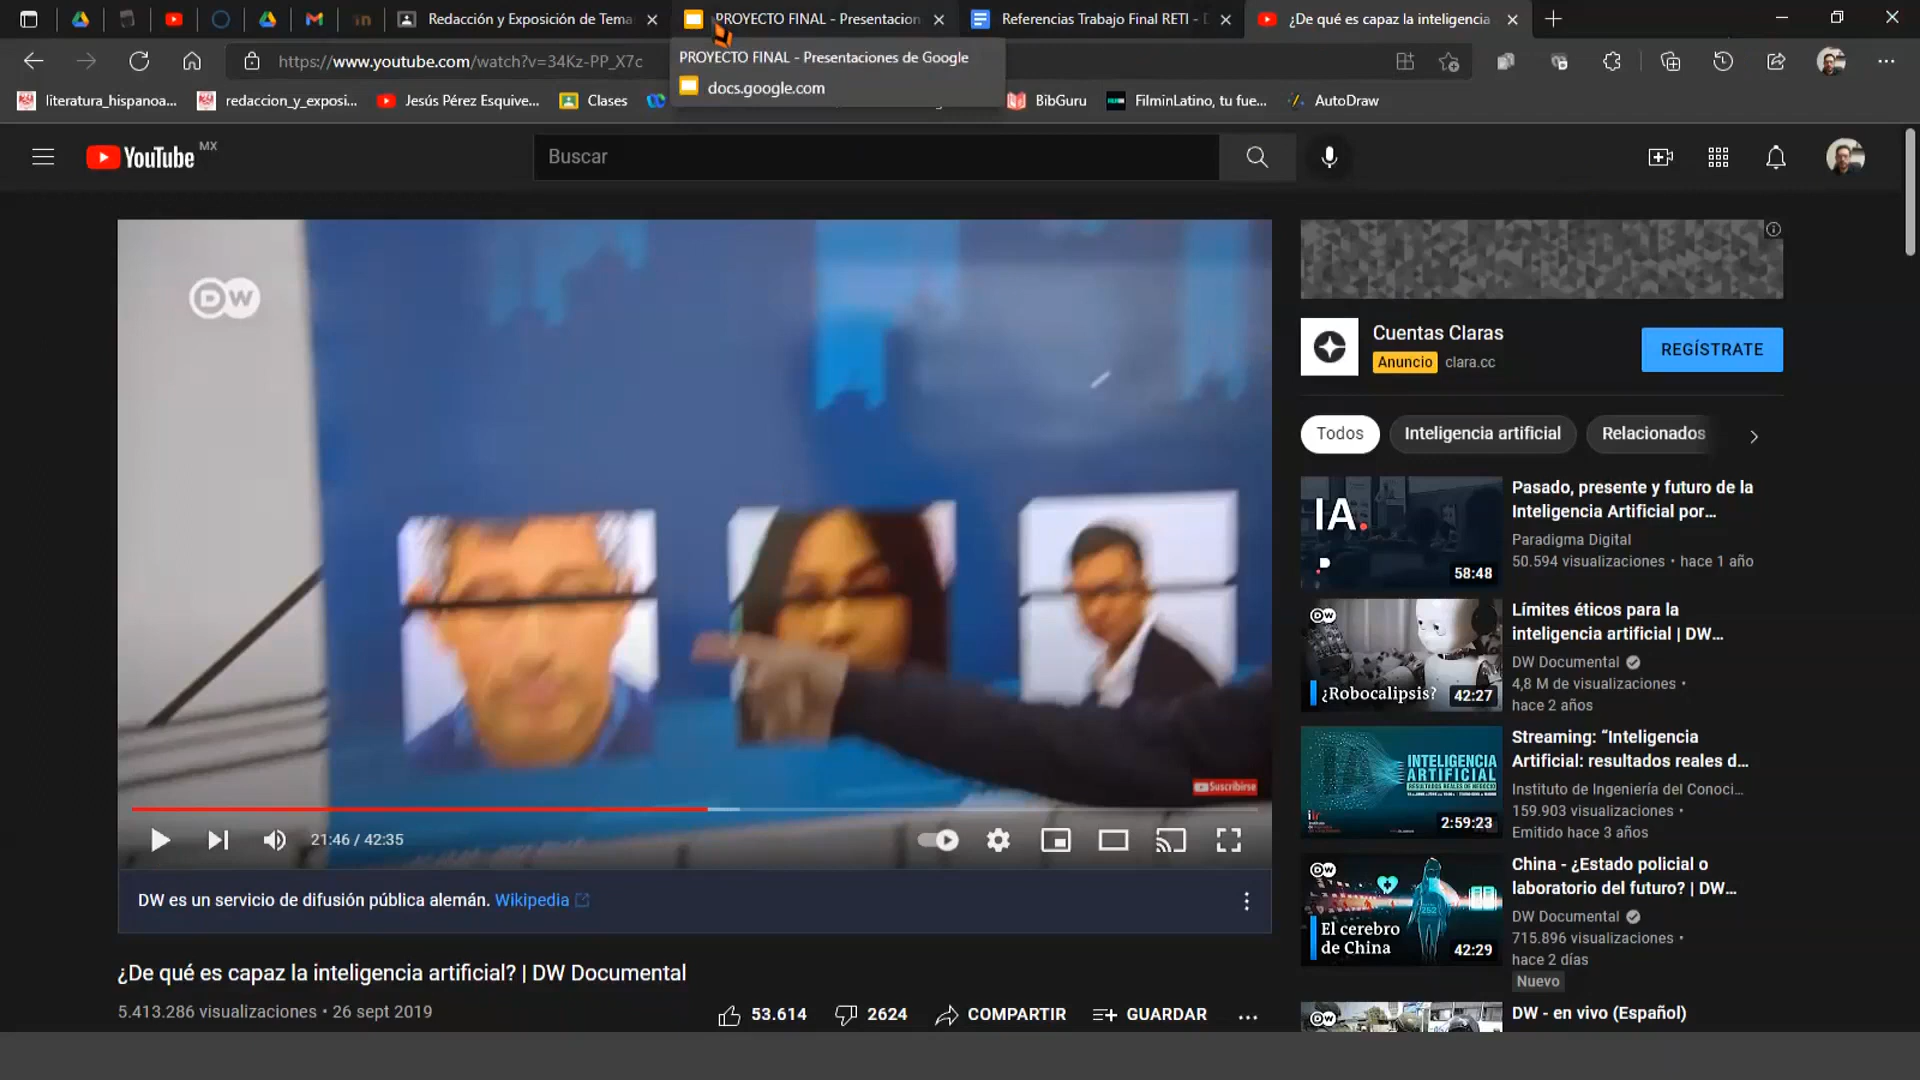 in
Redacción y Exposición de Tema
PROYECTO FINAL - Presentacion
Referencias Trabajo Final RETI - D
¿De qué es capaz la inteligencia
https://www.youtube.com/watch?v=34Kz-PP_X7c
PROYECTO FINAL - Presentaciones de Google
docs.google.com
literatura_hispanoa...
redaccion_y_exposi...
Jesús Pérez Esquive...
Clases
BibGuru
FilminLatino, tu fue...
AutoDraw
YouTube MX
Buscar
DW
Suscribirse
21:46 / 42:35
DW es un servicio de difusión pública alemán. Wikipedia
¿De qué es capaz la inteligencia artificial? | DW Documental
5.413.286 visualizaciones • 26 sept 2019
53.614
2624
COMPARTIR
GUARDAR
Cuentas Claras
Anuncio clara.cc
REGÍSTRATE
Todos
Inteligencia artificial
Relacionados
IA.
58:48
Pasado, presente y futuro de la
Inteligencia Artificial por...
Paradigma Digital
50.594 visualizaciones • hace 1 año
DW
¿Robocalipsis?
42:27
Límites éticos para la
inteligencia artificial | DW...
DW Documental
4,8 M de visualizaciones •
hace 2 años
INTELIGENCIA
ARTIFICIAL
2:59:23
Streaming: “Inteligencia
Artificial: resultados reales d...
Instituto de Ingeniería del Conoci...
159.903 visualizaciones •
Emitido hace 3 años
DW
El cerebro
de China
42:29
China - ¿Estado policial o
laboratorio del futuro? | DW...
DW Documental
715.896 visualizaciones •
hace 2 días
Nuevo
DW
DW - en vivo (Español)